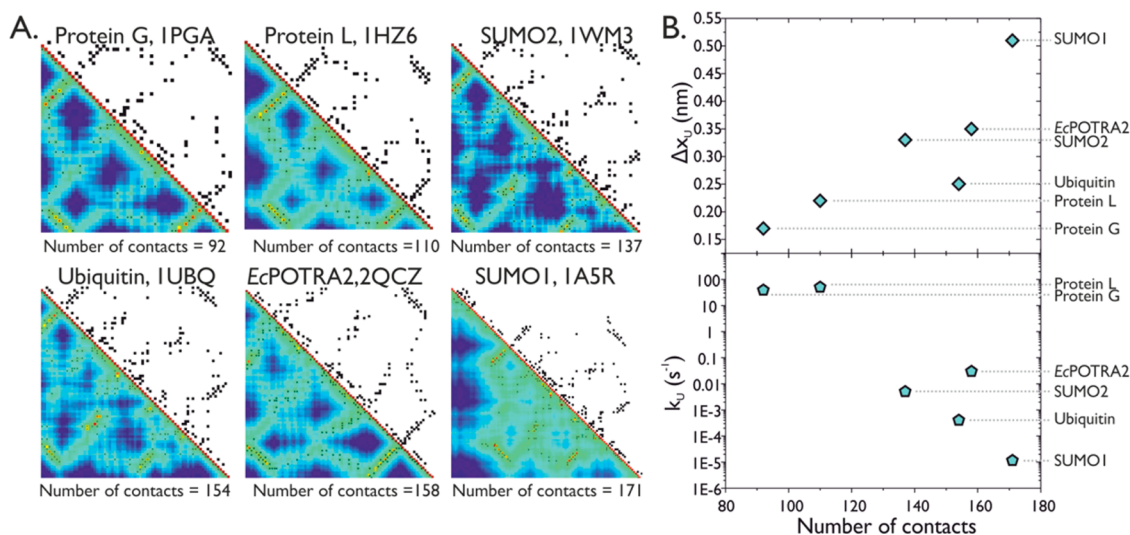 A.
Protein G, 1PGA
Protein L, 1HZ6
SUMO2, 1WM3
Number of contacts = 92
Number of contacts =110
Number of contacts = 137
Ubiquitin, 1UBQ
EcPOTRA2,2QCZ
SUMO1, 1A5R
Number of contacts = 154
Number of contacts =158
Number of contacts = 171
B.
0.55
0.50
0.45
0.40
0.35
0.30
0.25
0.20
0.15
Δxᵤ (nm)
SUMO1
EcPOTRA2
SUMO2
Ubiquitin
Protein L
Protein G
100
10
1
0.1
0.01
1E-3
1E-4
1E-5
1E-6
kᵤ (s⁻¹)
Protein L
Protein G
EcPOTRA2
SUMO2
Ubiquitin
SUMO1
80 100 120 140 160 180
Number of contacts